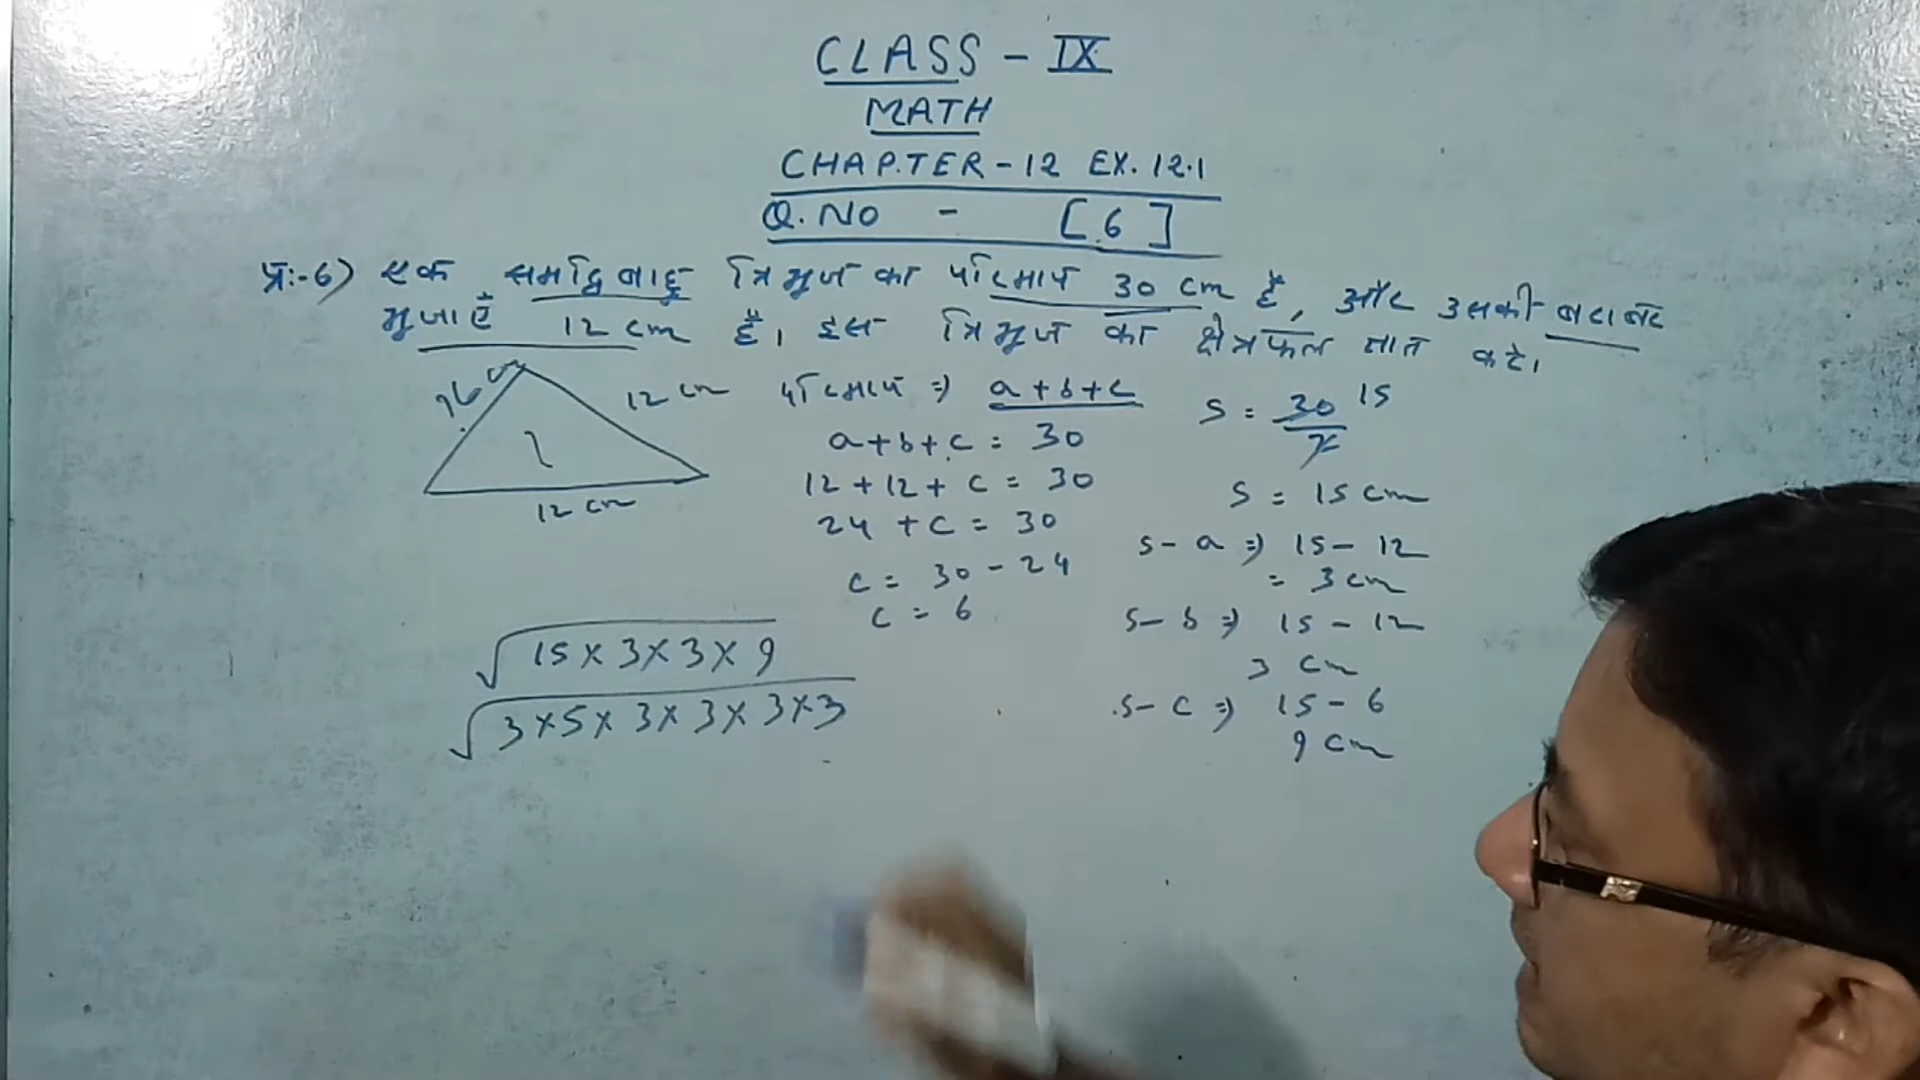 CLASS - IX
MATH
CHAPTER - 12 EX. 12.1
Q. NO - [6]
प्र:-6) एक समद्विबाहु त्रिभुज का परिमाप 30 cm है, और उसकी बराबर
भुजाएँ 12 cm है। इस त्रिभुज का क्षेत्रफल ज्ञात करे।
cm
12 cm
12 cm
परिमाप => a+b+c
a+b+c = 30
12+12+c = 30
24 + c = 30
c = 30 - 24
c = 6
√15×3×3×9
√3×5×3×3×3×3
S = 30/2 15
S = 15 cm
s - a => 15 - 12
= 3 cm
s - b => 15 - 12
3 cm
s - c => 15 - 6
9 cm